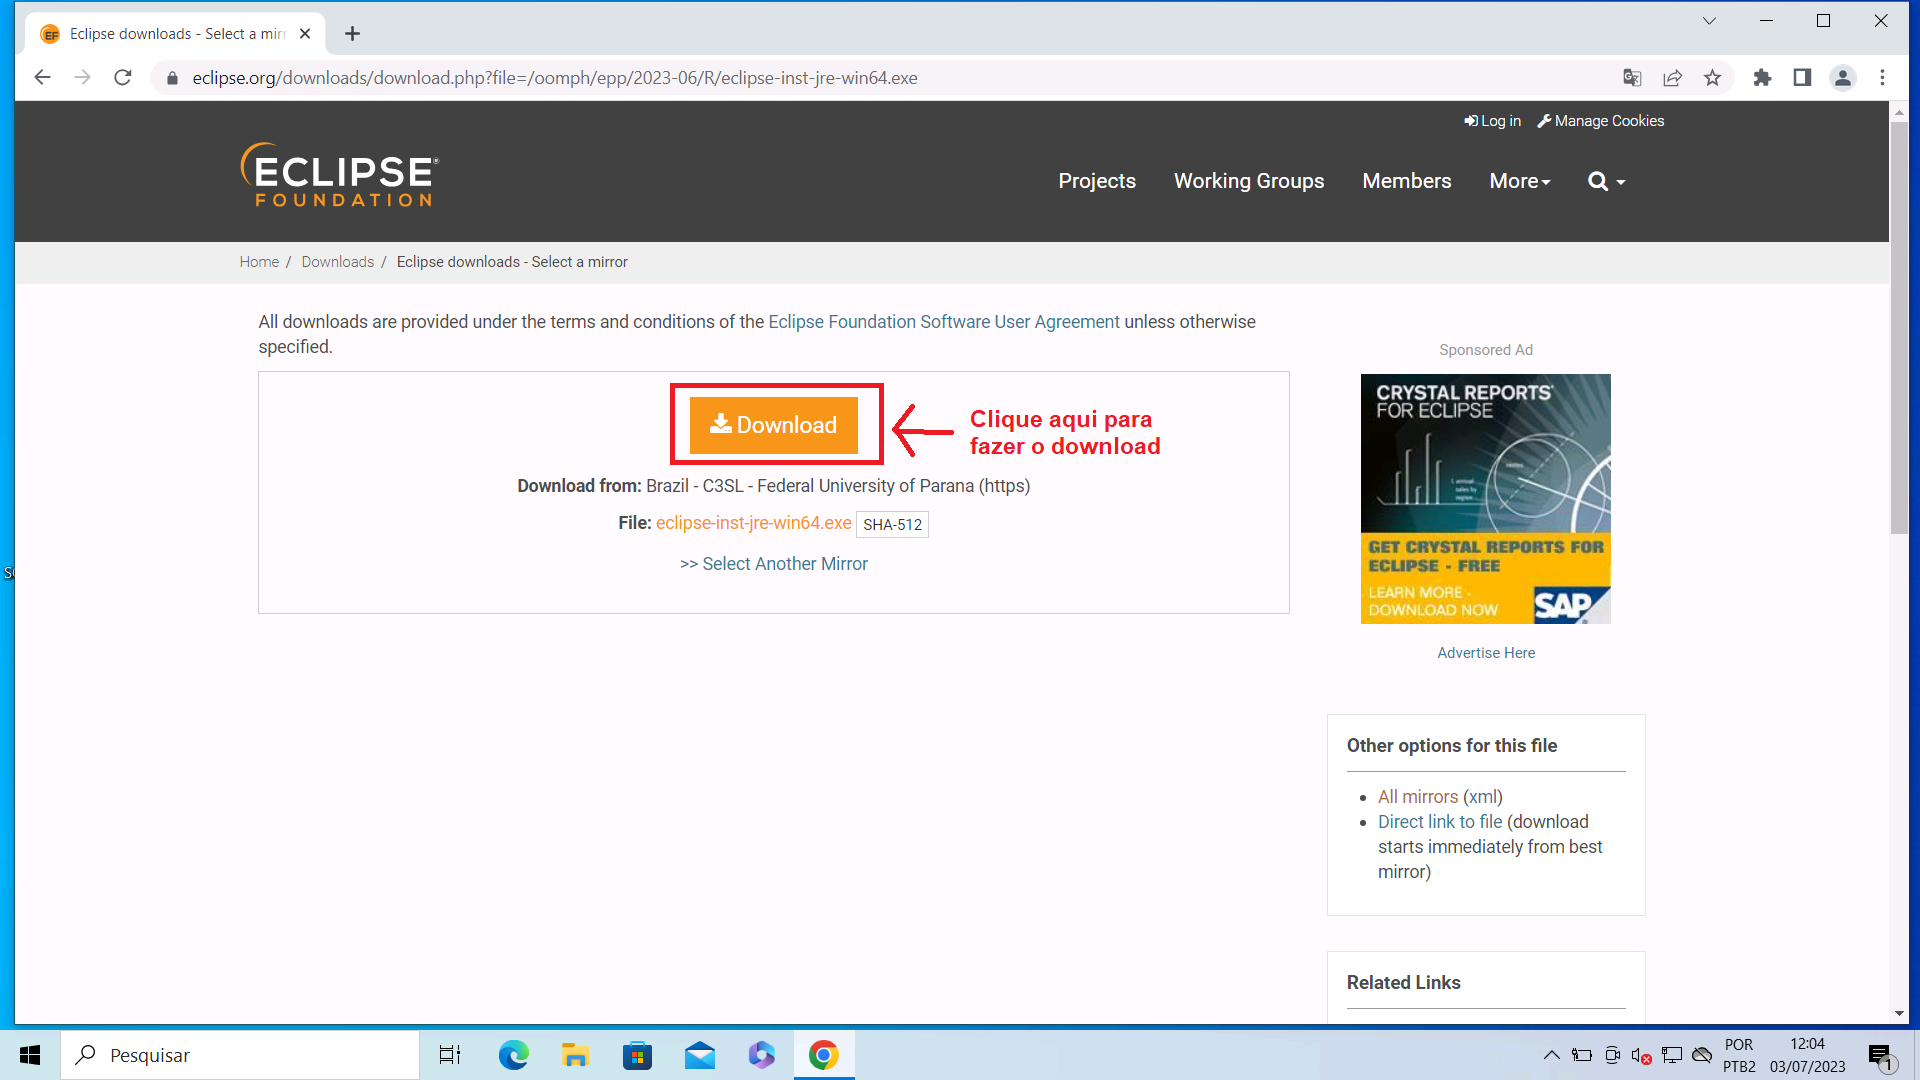 Eclipse downloads - Select a mirr
eclipse.org/downloads/download.php?file=/oomph/epp/2023-06/R/eclipse-inst-jre-win64.exe
Log in Manage Cookies
ECLIPSE®
FOUNDATION
Projects Working Groups Members More
Home / Downloads / Eclipse downloads - Select a mirror
All downloads are provided under the terms and conditions of the Eclipse Foundation Software User Agreement unless otherwise
specified.
Download
Clique aqui para
fazer o download
Download from: Brazil - C3SL - Federal University of Parana (https)
File: eclipse-inst-jre-win64.exe SHA-512
>> Select Another Mirror
Sponsored Ad
CRYSTAL REPORTS®
FOR ECLIPSE
GET CRYSTAL REPORTS FOR
ECLIPSE - FREE
LEARN MORE -
DOWNLOAD NOW
SAP
Advertise Here
Other options for this file
• All mirrors (xml)
• Direct link to file (download
starts immediately from best
mirror)
Related Links
Pesquisar
POR
PTB2
12:04
03/07/2023
1